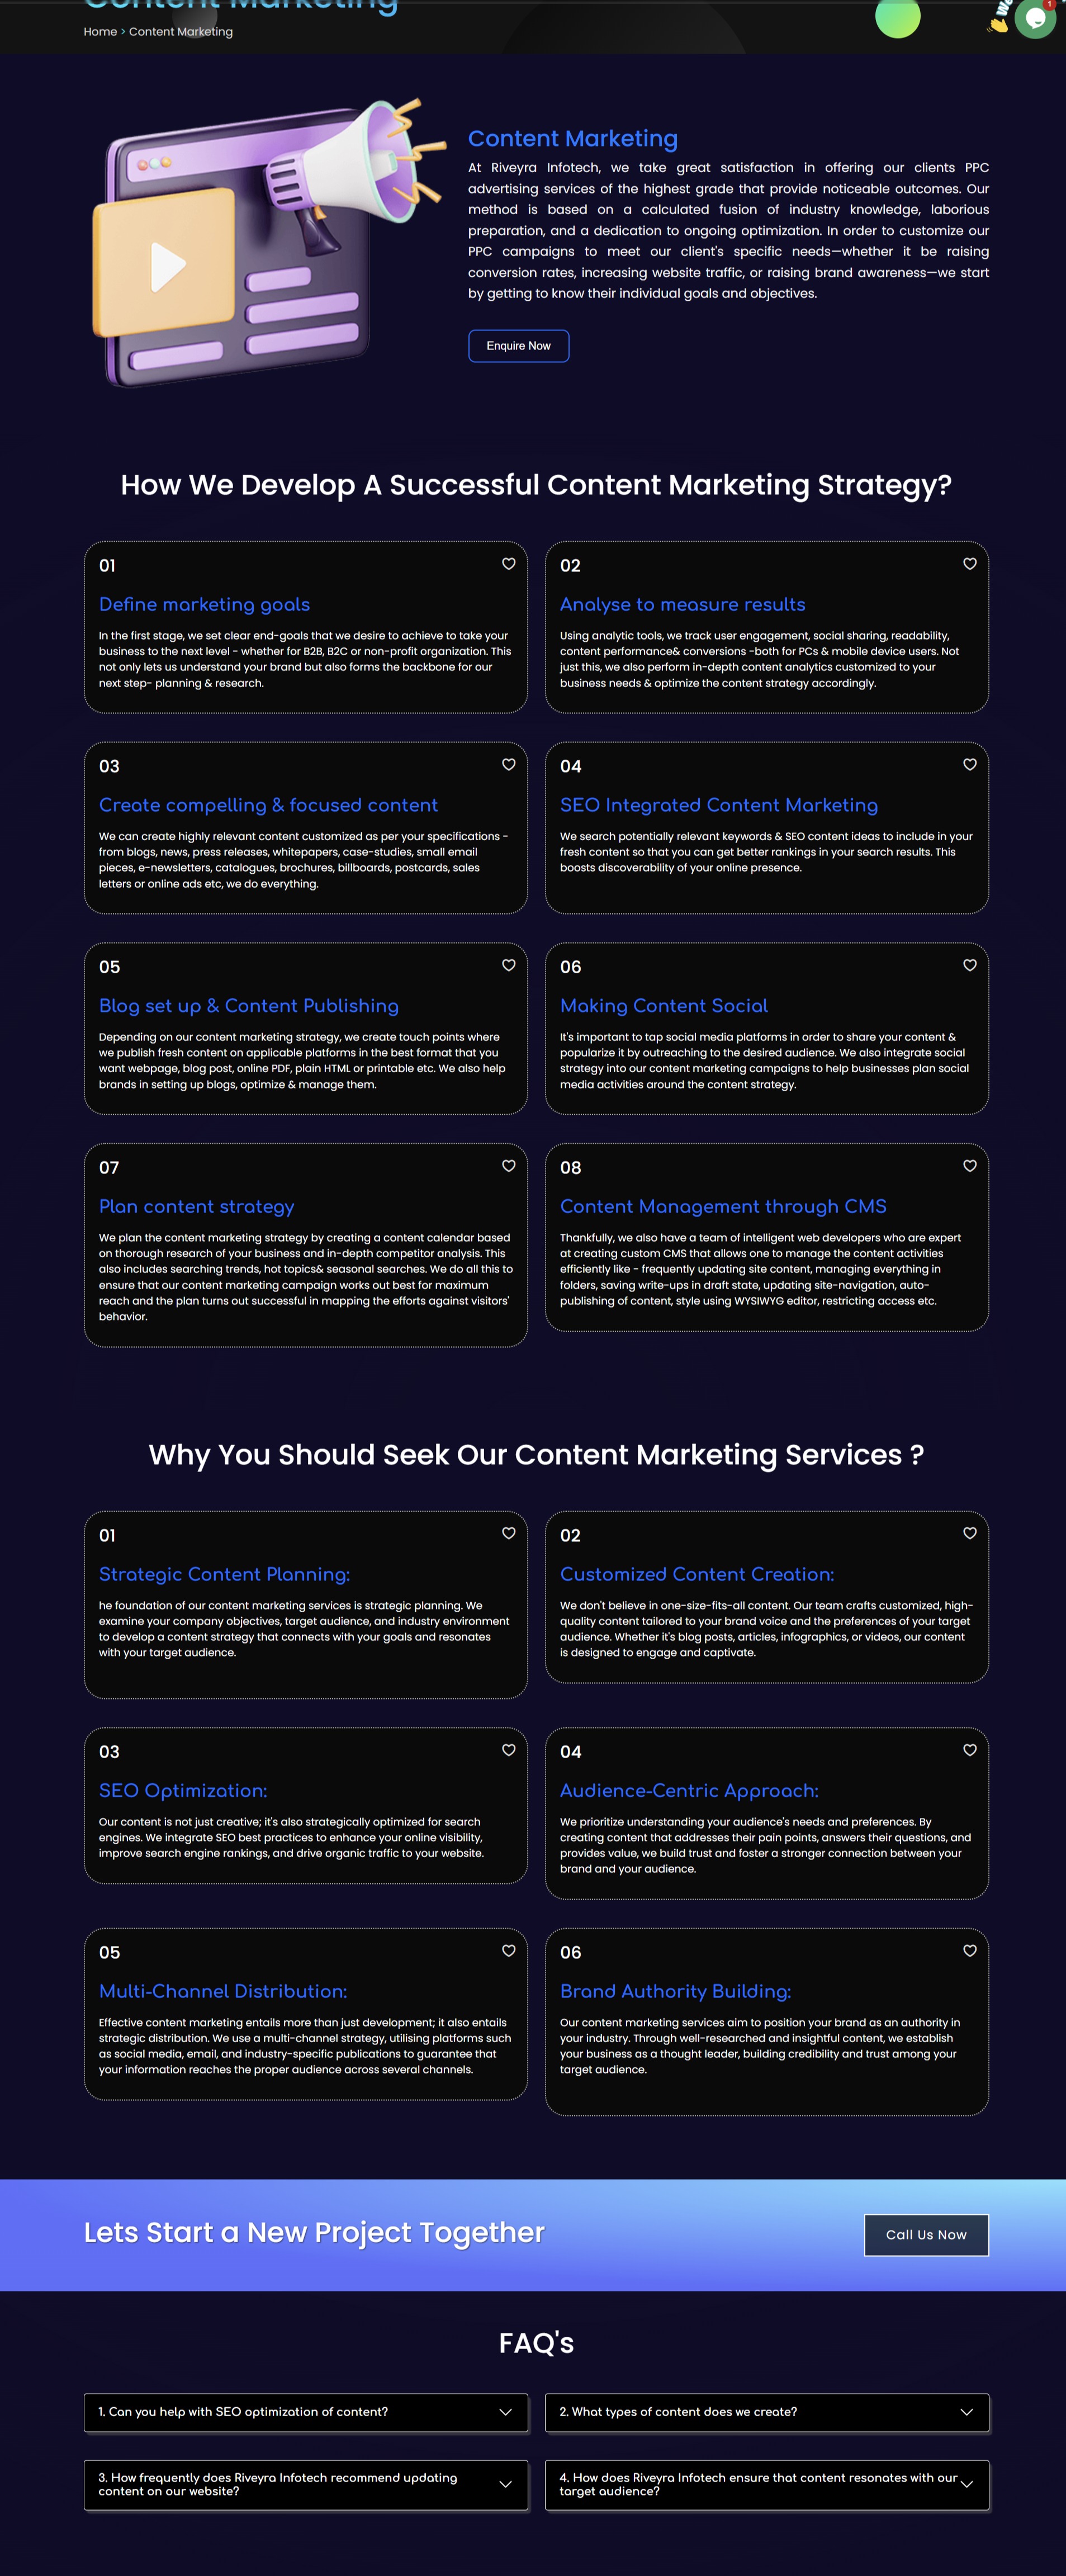 Content Marketing
Home > Content Marketing
1
Content Marketing
At Riveyra Infotech, we take great satisfaction in offering our clients PPC
advertising services of the highest grade that provide noticeable outcomes. Our
method is based on a calculated fusion of industry knowledge, laborious
preparation, and a dedication to ongoing optimization. In order to customize our
PPC campaigns to meet our client's specific needs—whether it be raising
conversion rates, increasing website traffic, or raising brand awareness—we start
by getting to know their individual goals and objectives.
Enquire Now
How We Develop A Successful Content Marketing Strategy?
01
Define marketing goals
In the first stage, we set clear end-goals that we desire to achieve to take your
business to the next level - whether for B2B, B2C or non-profit organization. This
not only lets us understand your brand but also forms the backbone for our
next step- planning & research.
02
Analyse to measure results
Using analytic tools, we track user engagement, social sharing, readability,
content performance& conversions -both for PCs & mobile device users. Not
just this, we also perform in-depth content analytics customized to your
business needs & optimize the content strategy accordingly.
03
Create compelling & focused content
We can create highly relevant content customized as per your specifications -
from blogs, news, press releases, whitepapers, case-studies, small email
pieces, e-newsletters, catalogues, brochures, billboards, postcards, sales
letters or online ads etc, we do everything.
04
SEO Integrated Content Marketing
We search potentially relevant keywords & SEO content ideas to include in your
fresh content so that you can get better rankings in your search results. This
boosts discoverability of your online presence.
05
Blog set up & Content Publishing
Depending on our content marketing strategy, we create touch points where
we publish fresh content on applicable platforms in the best format that you
want webpage, blog post, online PDF, plain HTML or printable etc. We also help
brands in setting up blogs, optimize & manage them.
06
Making Content Social
It's important to tap social media platforms in order to share your content &
popularize it by outreaching to the desired audience. We also integrate social
strategy into our content marketing campaigns to help businesses plan social
media activities around the content strategy.
07
Plan content strategy
We plan the content marketing strategy by creating a content calendar based
on thorough research of your business and in-depth competitor analysis. This
also includes searching trends, hot topics& seasonal searches. We do all this to
ensure that our content marketing campaign works out best for maximum
reach and the plan turns out successful in mapping the efforts against visitors'
behavior.
08
Content Management through CMS
Thankfully, we also have a team of intelligent web developers who are expert
at creating custom CMS that allows one to manage the content activities
efficiently like - frequently updating site content, managing everything in
folders, saving write-ups in draft state, updating site-navigation, auto-
publishing of content, style using WYSIWYG editor, restricting access etc.
Why You Should Seek Our Content Marketing Services ?
01
Strategic Content Planning:
he foundation of our content marketing services is strategic planning. We
examine your company objectives, target audience, and industry environment
to develop a content strategy that connects with your goals and resonates
with your target audience.
02
Customized Content Creation:
We don't believe in one-size-fits-all content. Our team crafts customized, high-
quality content tailored to your brand voice and the preferences of your target
audience. Whether it's blog posts, articles, infographics, or videos, our content
is designed to engage and captivate.
03
SEO Optimization:
Our content is not just creative; it's also strategically optimized for search
engines. We integrate SEO best practices to enhance your online visibility,
improve search engine rankings, and drive organic traffic to your website.
04
Audience-Centric Approach:
We prioritize understanding your audience's needs and preferences. By
creating content that addresses their pain points, answers their questions, and
provides value, we build trust and foster a stronger connection between your
brand and your audience.
05
Multi-Channel Distribution:
Effective content marketing entails more than just development; it also entails
strategic distribution. We use a multi-channel strategy, utilising platforms such
as social media, email, and industry-specific publications to guarantee that
your information reaches the proper audience across several channels.
06
Brand Authority Building:
Our content marketing services aim to position your brand as an authority in
your industry. Through well-researched and insightful content, we establish
your business as a thought leader, building credibility and trust among your
target audience.
Lets Start a New Project Together
Call Us Now
FAQ's
1. Can you help with SEO optimization of content?
2. What types of content does we create?
3. How frequently does Riveyra Infotech recommend updating
content on our website?
4. How does Riveyra Infotech ensure that content resonates with our
target audience?